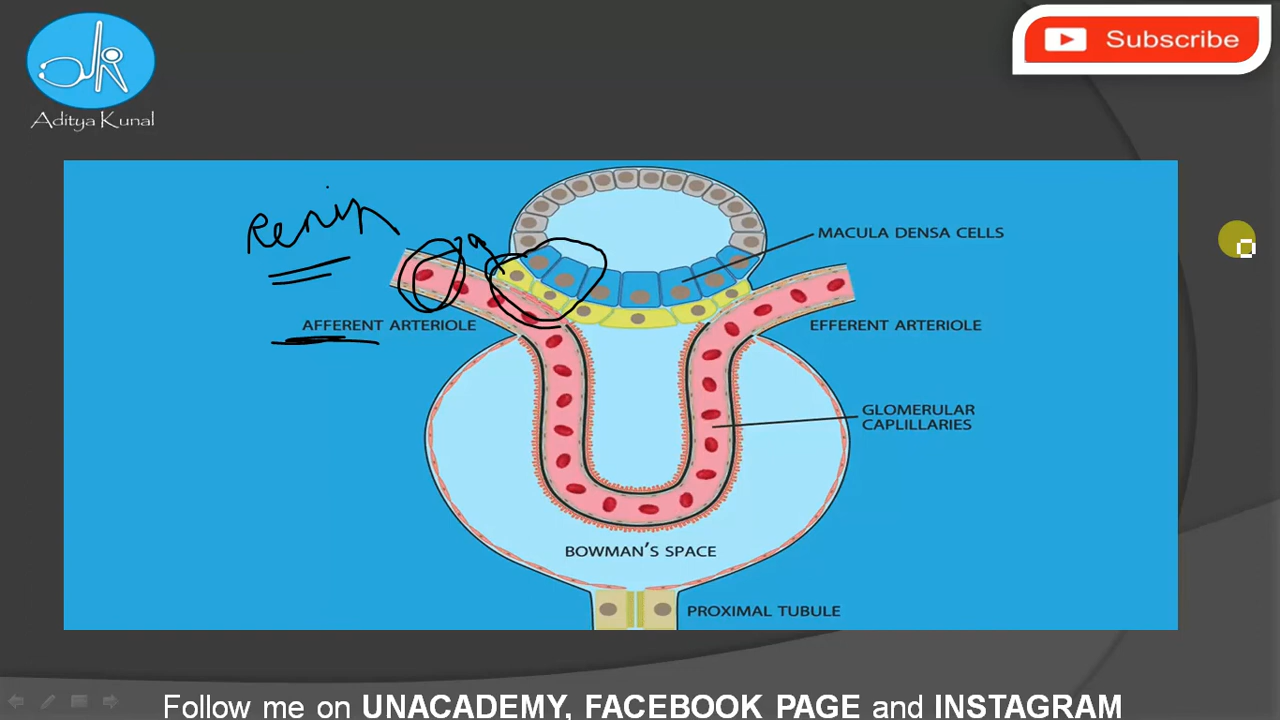 Aditya Kunal
Subscribe
Renin
MACULA DENSA CELLS
AFFERENT ARTERIOLE
EFFERENT ARTERIOLE
GLOMERULAR
CAPLILLARIES
BOWMAN'S SPACE
PROXIMAL TUBULE
Follow me on UNACADEMY, FACEBOOK PAGE and INSTAGRAM